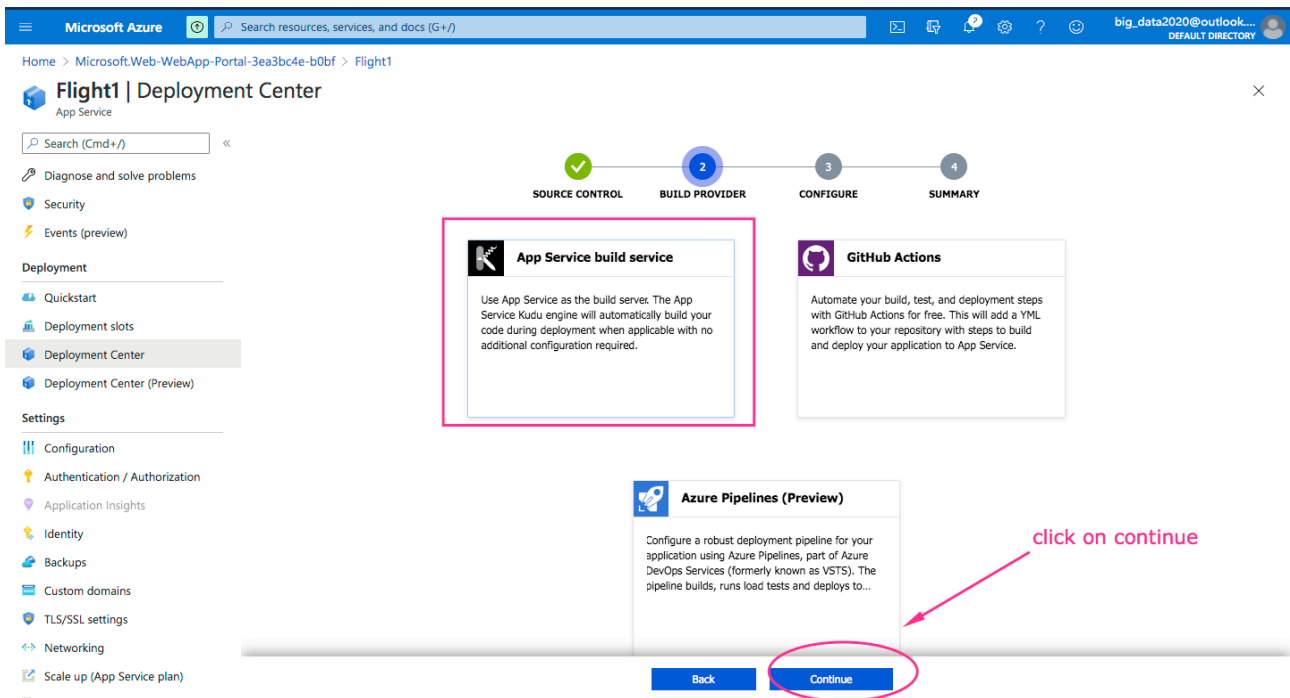 Microsoft Azure
Search resources, services, and docs (G+/)
2
big_data2020@outlook....
DEFAULT DIRECTORY
Home > Microsoft.Web-WebApp-Portal-3ea3bc4e-b0bf > Flight1
Flight1 | Deployment Center
App Service
Search (Cmd+/)
Diagnose and solve problems
Security
Events (preview)
Deployment
Quickstart
Deployment slots
Deployment Center
Deployment Center (Preview)
Settings
Configuration
Authentication / Authorization
Application Insights
Identity
Backups
Custom domains
TLS/SSL settings
Networking
Scale up (App Service plan)
2 3 4
SOURCE CONTROL BUILD PROVIDER CONFIGURE SUMMARY
App Service build service
Use App Service as the build server. The App
Service Kudu engine will automatically build your
code during deployment when applicable with no
additional configuration required.
GitHub Actions
Automate your build, test, and deployment steps
with GitHub Actions for free. This will add a YML
workflow to your repository with steps to build
and deploy your application to App Service.
Azure Pipelines (Preview)
Configure a robust deployment pipeline for your
application using Azure Pipelines, part of Azure
DevOps Services (formerly known as VSTS). The
pipeline builds, runs load tests and deploys to...
click on continue
Back Continue